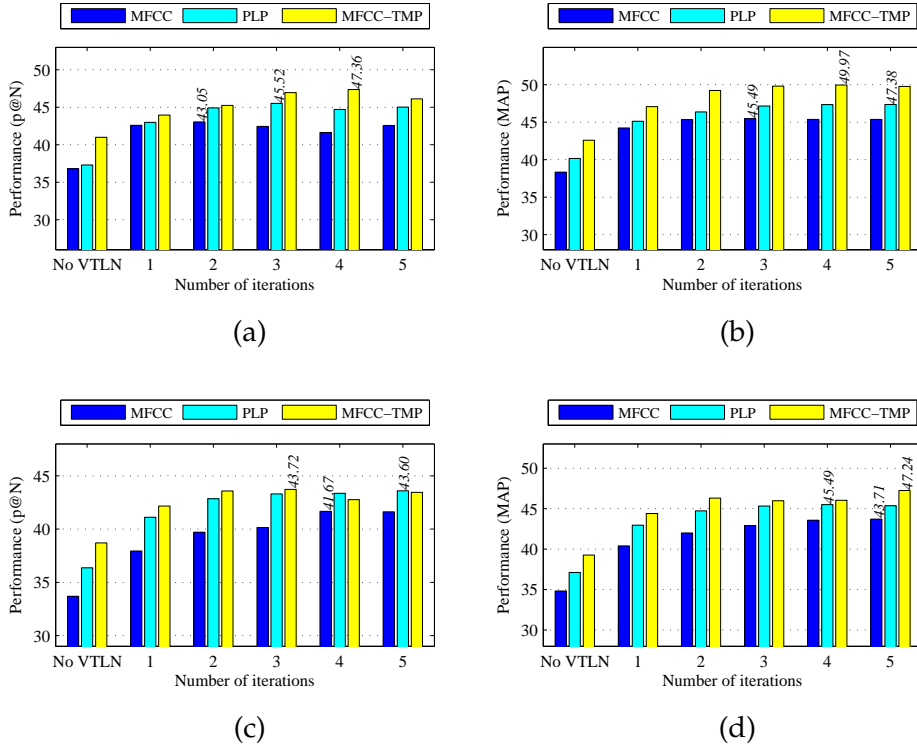 MFCC PLP MFCC−TMP
Performance (p@N)
50
45
40
35
30
43.05
45.52
47.36
No VTLN 1 2 3 4 5
Number of iterations
(a)
MFCC PLP MFCC−TMP
Performance (MAP)
55
50
45
40
35
30
45.49
49.97
47.38
No VTLN 1 2 3 4 5
Number of iterations
(b)
MFCC PLP MFCC−TMP
Performance (p@N)
45
40
35
30
43.72
41.67
43.60
No VTLN 1 2 3 4 5
Number of iterations
(c)
MFCC PLP MFCC−TMP
Performance (MAP)
50
45
40
35
30
45.49
43.71
47.24
No VTLN 1 2 3 4 5
Number of iterations
(d)